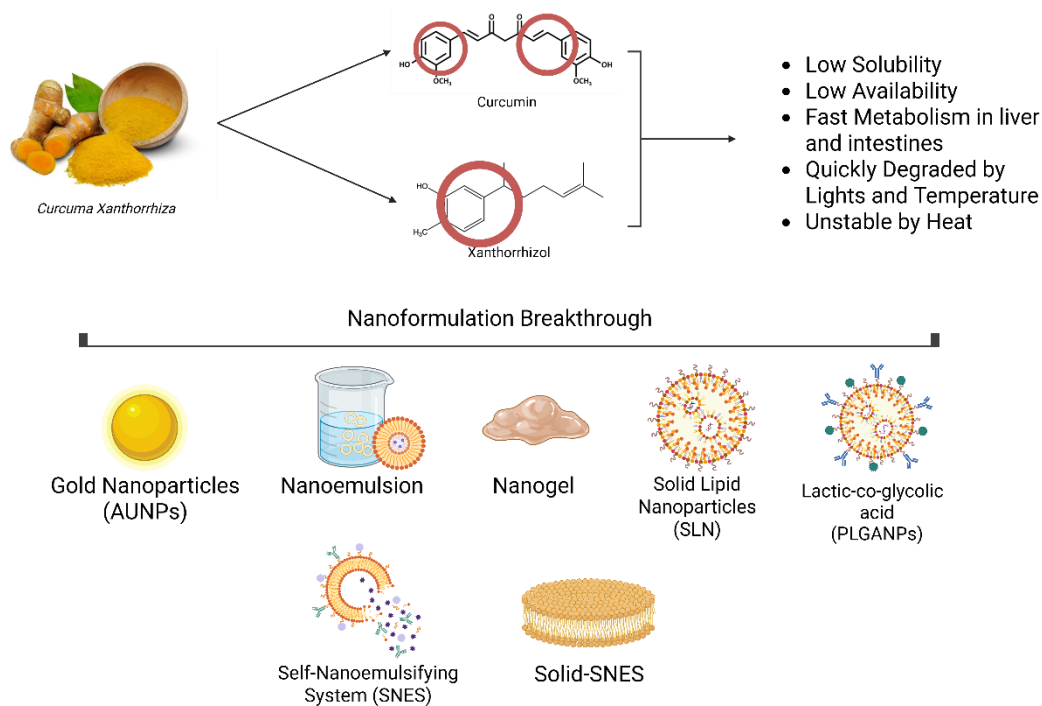 O
O
HO
OCH3
OH
OCH3
Curcumin
Curcuma Xanthorrhiza
HO
H3C
Xanthorrhizol
• Low Solubility
• Low Availability
• Fast Metabolism in liver
and intestines
• Quickly Degraded by
Lights and Temperature
• Unstable by Heat
Nanoformulation Breakthrough
Gold Nanoparticles
(AUNPs)
Nanoemulsion
Nanogel
Solid Lipid
Nanoparticles
(SLN)
Lactic-co-glycolic
acid
(PLGANPs)
Self-Nanoemulsifying
System (SNES)
Solid-SNES